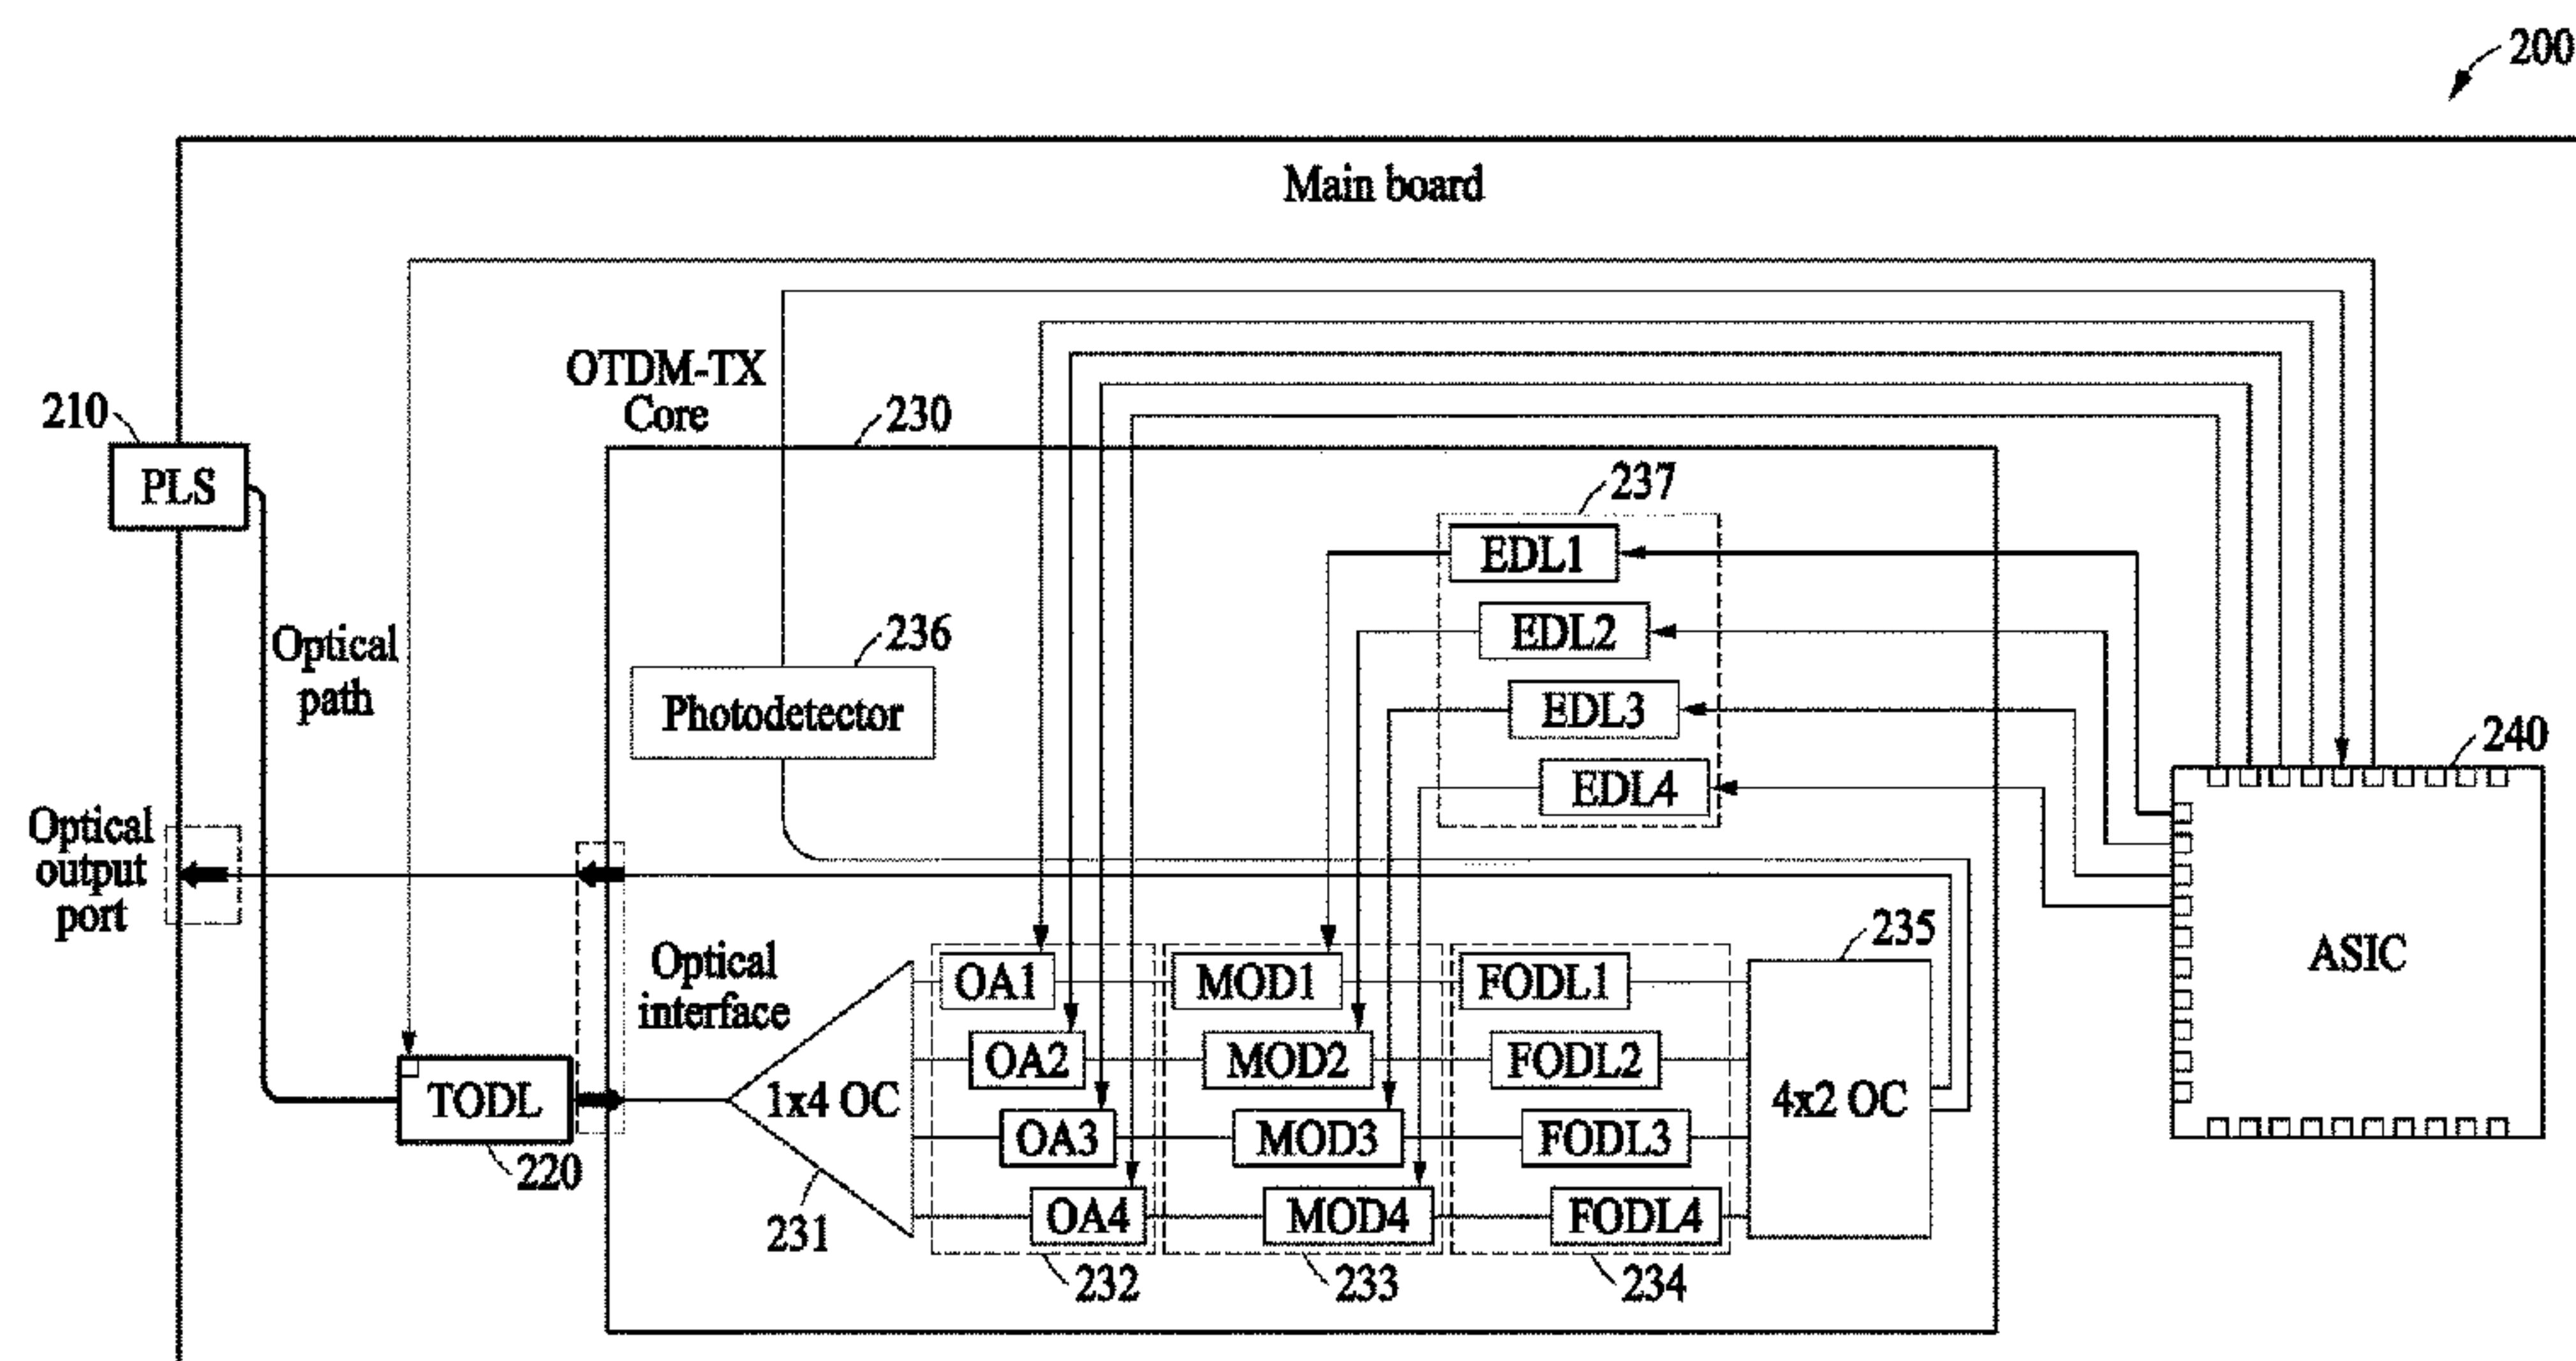 200
Main board
OTDM-TX
Core
230
210
PLS
237
EDL1
EDL2
EDL3
EDL4
Optical
path
236
Photodetector
240
ASIC
Optical
output
port
Optical
interface
235
OA1
MOD1
FODL1
OA2
MOD2
FODL2
TODL
1x4 OC
4x2 OC
OA3
MOD3
FODL3
220
OA4
MOD4
FODL4
231
232
233
234